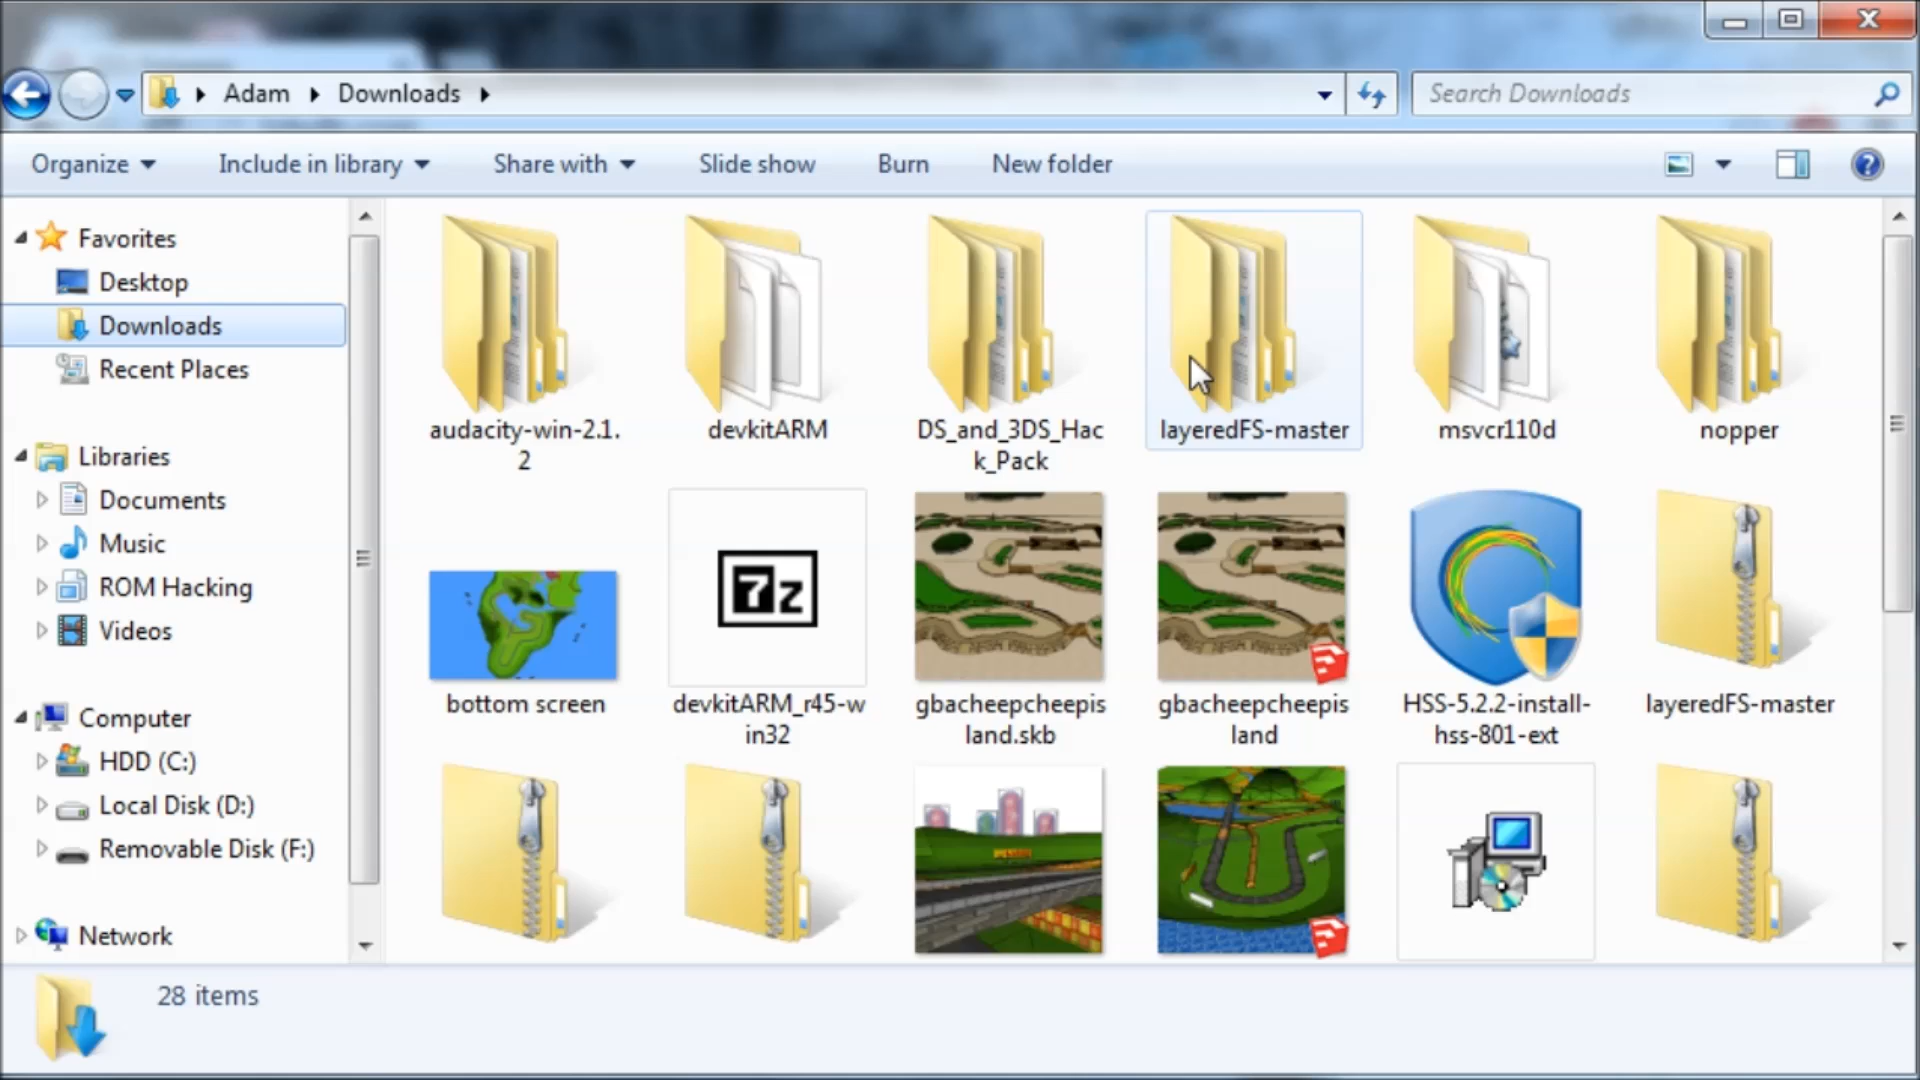 Adam
Downloads
Search Downloads
Organize
Include in library
Share with
Slide show
Burn
New folder
Favorites
Desktop
Downloads
Recent Places
Libraries
Documents
Music
ROM Hacking
Videos
Computer
HDD (C:)
Local Disk (D:)
Removable Disk (F:)
Network
audacity-win-2.1.
2
devkitARM
DS_and_3DS_Hac
k_Pack
layeredFS-master
msvcr110d
nopper
bottom screen
7z
devkitARM_r45-w
in32
gbacheepcheepis
land.skb
gbacheepcheepis
land
HSS-5.2.2-install-
hss-801-ext
layeredFS-master
28 items